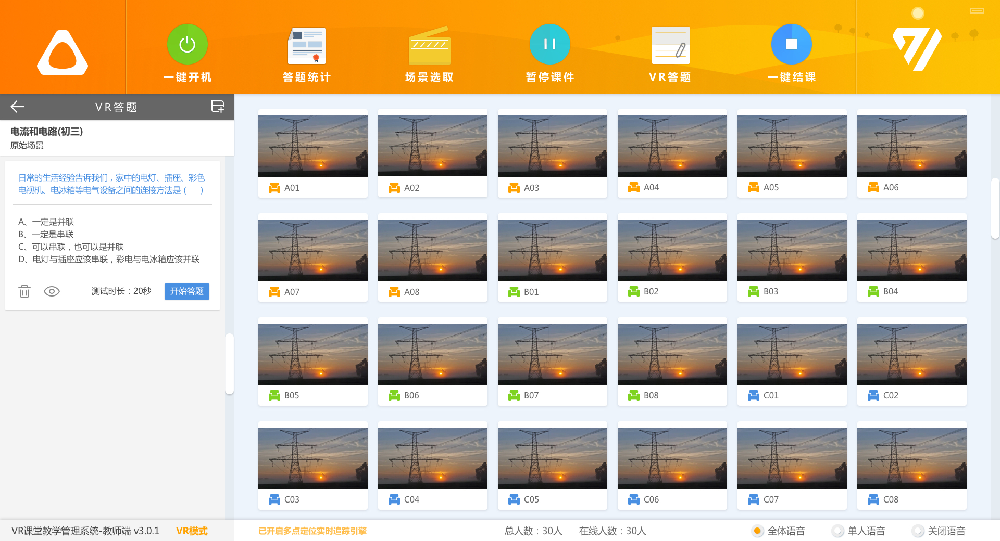 一键开机
答题统计
场景选取
暂停课件
VR答题
一键结课
VR答题
电流和电路(初三)
原始场景
日常的生活经验告诉我们，家中的电灯、插座、彩色
电视机、电冰箱等电气设备之间的连接方法是（　　）
A、一定是并联
B、一定是串联
C、可以串联，也可以是并联
D、电灯与插座应该串联，彩电与电冰箱应该并联
测试时长：20秒
开始答题
A01
A02
A03
A04
A05
A06
A07
A08
B01
B02
B03
B04
B05
B06
B07
B08
C01
C02
C03
C04
C05
C06
C07
C08
VR课堂教学管理系统-教师端 v3.0.1
VR模式
已开启多点定位实时追踪引擎
总人数：30人
在线人数：30人
全体语音
单人语音
关闭语音